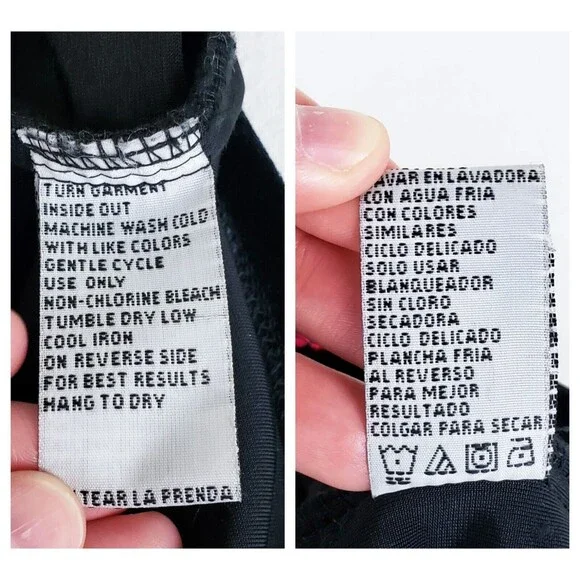 TURN GARMENT
INSIDE OUT
MACHINE WASH COLD
WITH LIKE COLORS
GENTLE CYCLE
USE ONLY
NON-CHLORINE BLEACH
TUMBLE DRY LOW
COOL IRON
ON REVERSE SIDE
FOR BEST RESULTS
HANG TO DRY
TEAR LA PRENDA
LAVAR EN LAVADORA
CON AGUA FRIA
CON COLORES
SIMILARES
CICLO DELICADO
SOLO USAR
BLANQUEADOR
SIN CLORO
SECADORA
CICLO DELICADO
PLANCHA FRIA
AL REVERSO
PARA MEJOR
RESULTADO
COLGAR PARA SECAR